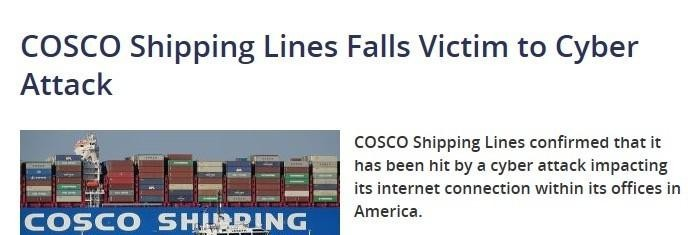 COSCO Shipping Lines Falls Victim to Cyber
Attack
COSCO Shipping Lines confirmed that it
has been hit by a cyber attack impacting
its internet connection within its offices in
America.
COSCO SHIPPING